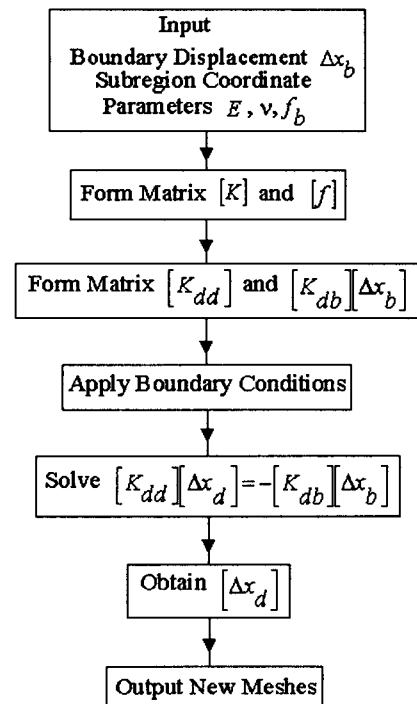 Input
Boundary Displacement Δx_b
Subregion Coordinate
Parameters E , ν, f_b
Form Matrix [K] and [f]
Form Matrix [K_dd] and [K_db][Δx_b]
Apply Boundary Conditions
Solve [K_dd][Δx_d]=-[K_db][Δx_b]
Obtain [Δx_d]
Output New Meshes